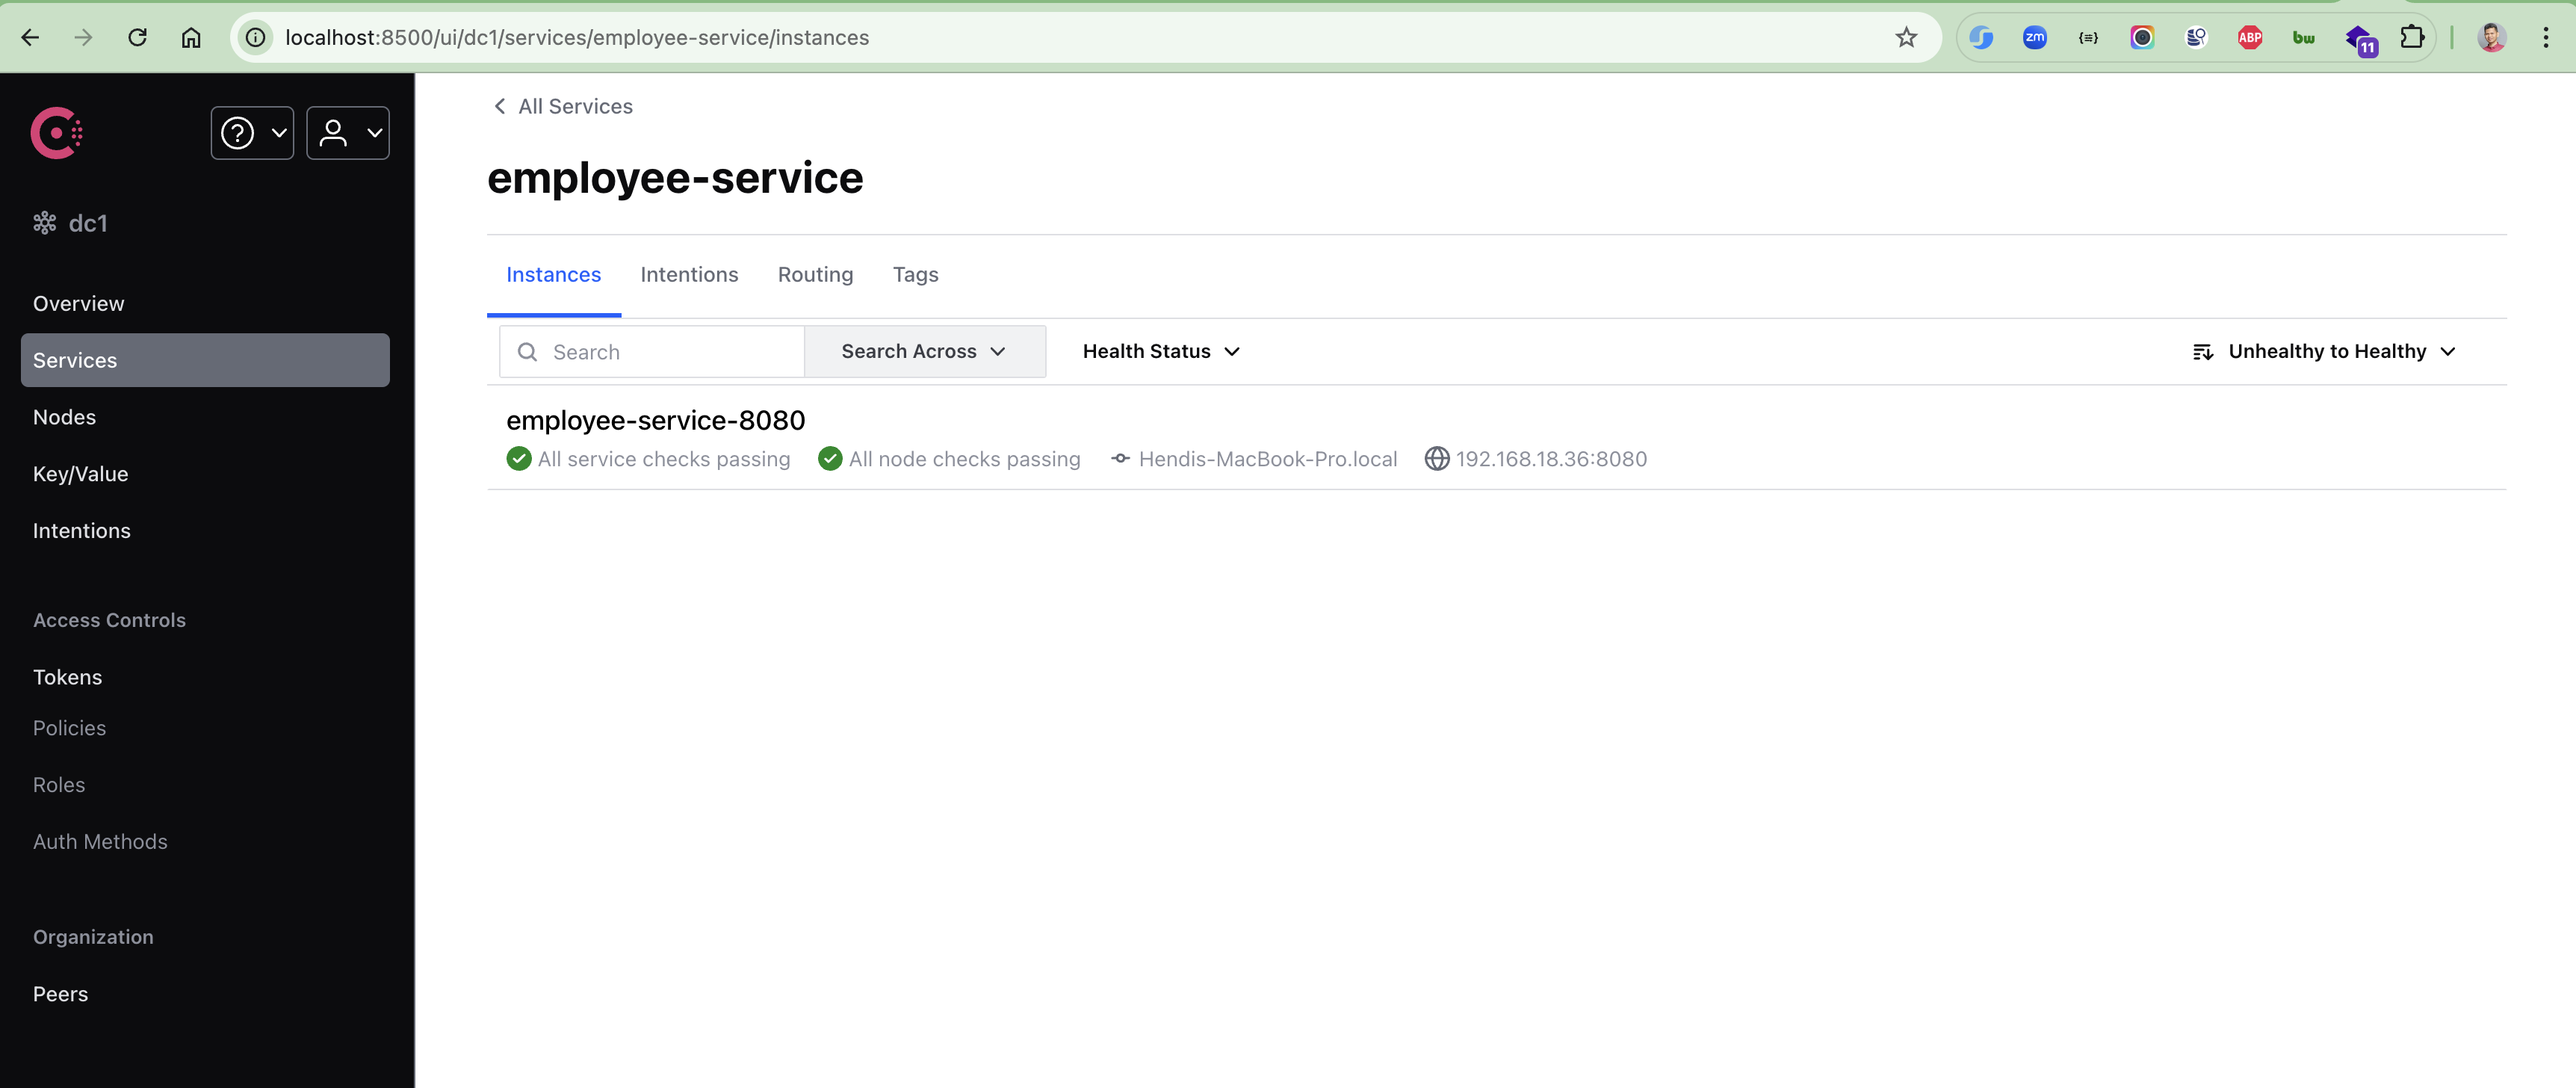 localhost:8500/ui/dc1/services/employee-service/instances
zm
ABP
bw
11
dc1
Overview
Services
Nodes
Key/Value
Intentions
Access Controls
Tokens
Policies
Roles
Auth Methods
Organization
Peers
All Services
employee-service
Instances Intentions Routing Tags
Search Search Across Health Status Unhealthy to Healthy
employee-service-8080
All service checks passing All node checks passing Hendis-MacBook-Pro.local 192.168.18.36:8080